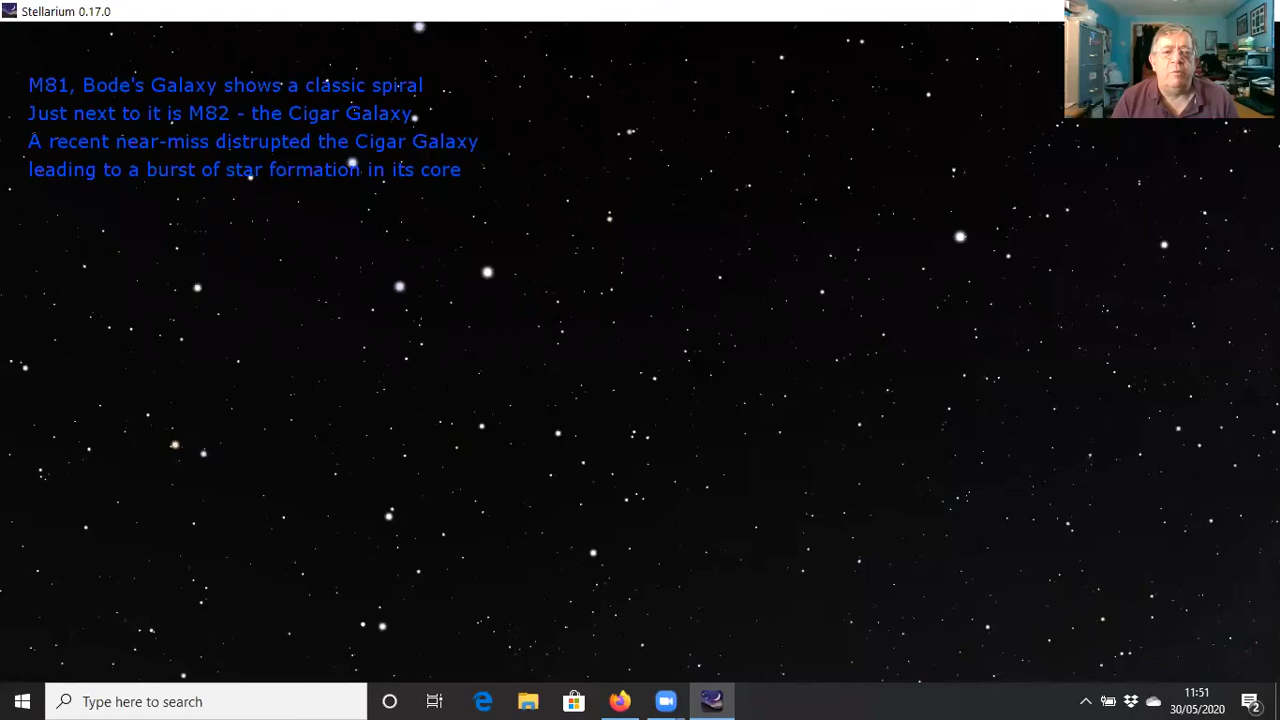 Stellarium 0.17.0
M81, Bode's Galaxy shows a classic spiral
Just next to it is M82 - the Cigar Galaxy
A recent near-miss distrupted the Cigar Galaxy
leading to a burst of star formation in its core
Type here to search
11:51
30/05/2020
2